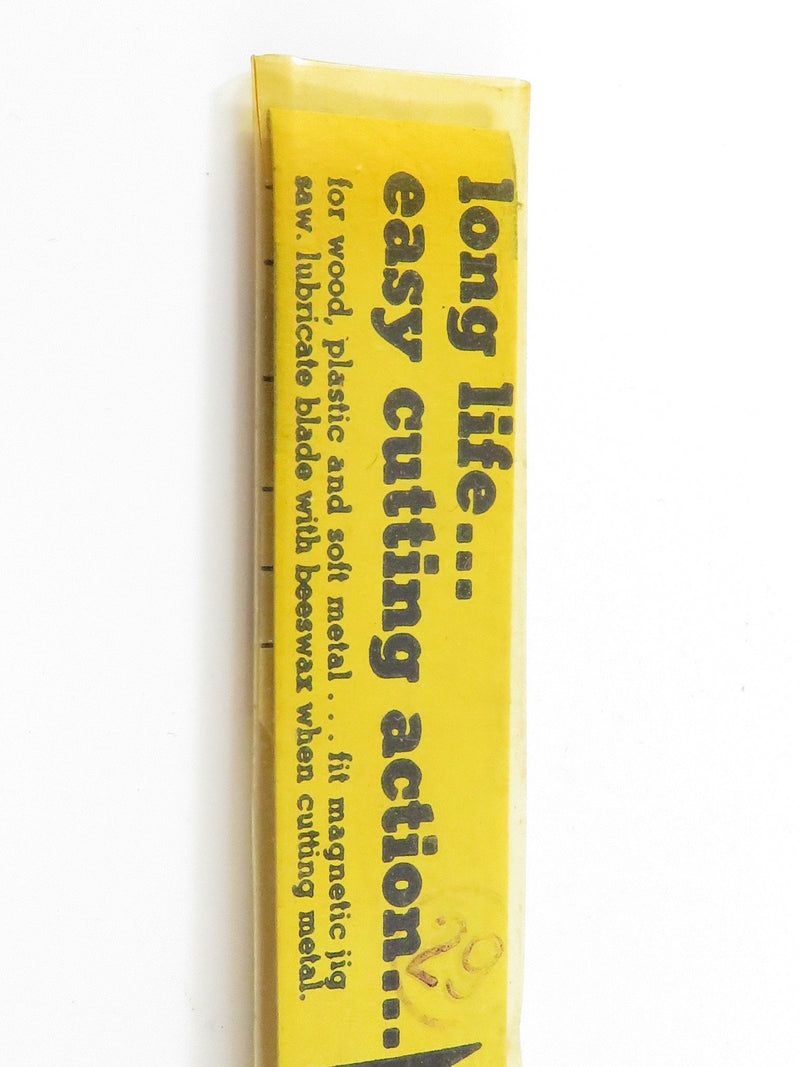 long life...
easy cutting action....
for wood, plastic and soft metal.... fit magnetic jig
saw. lubricate blade with beeswax when cutting metal.
29